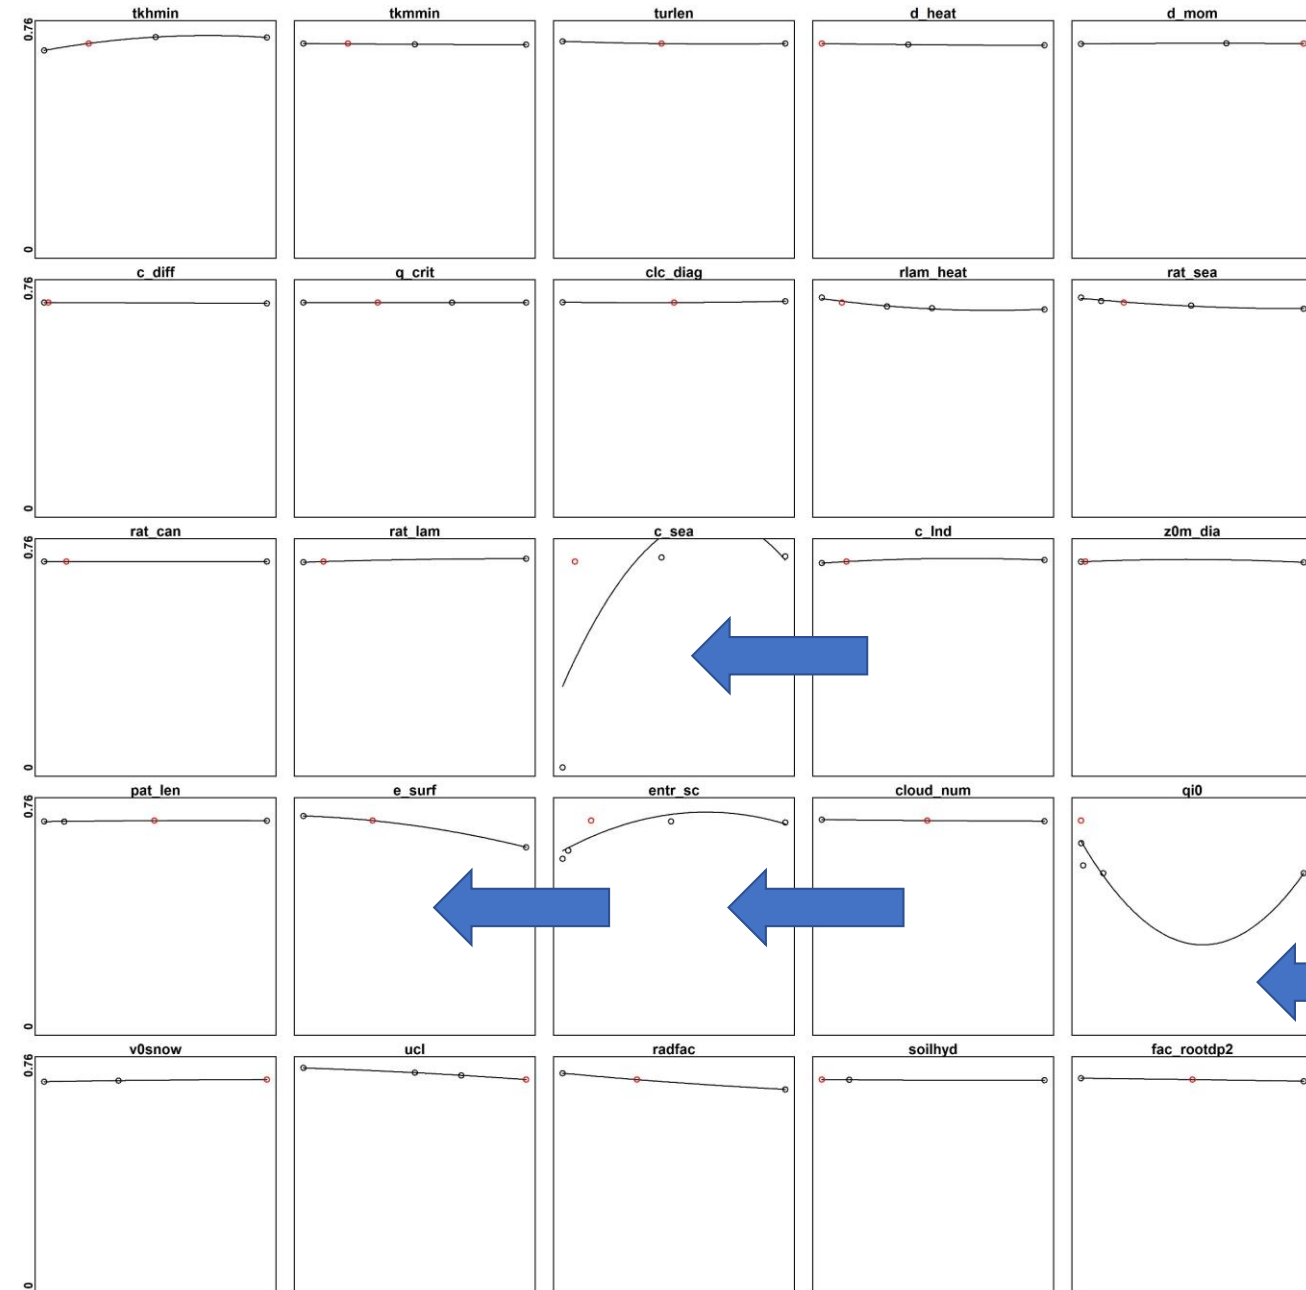 tkhmin tkmmin turlen d_heat d_mom
0.76
0
c_diff q_crit clc_diag rlam_heat rat_sea
0.76
0
rat_can rat_lam c_sea c_lnd z0m_dia
0.76
0
pat_len e_surf entr_sc cloud_num qi0
0.76
0
v0snow ucl radfac soilhyd fac_rootdp2
0.76
0